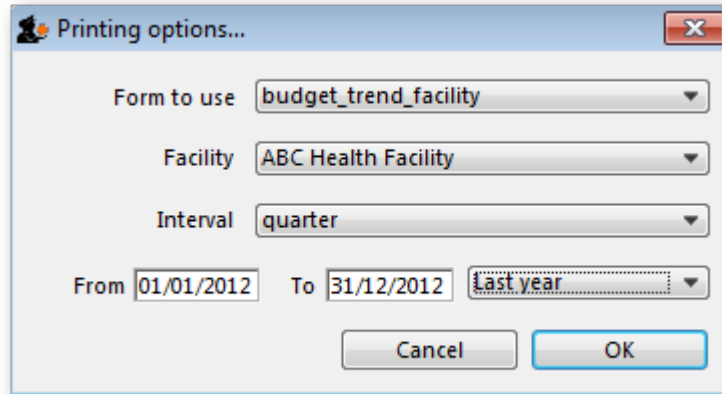 Printing options...
Form to use budget_trend_facility
Facility ABC Health Facility
Interval quarter
From 01/01/2012 To 31/12/2012 Last year
Cancel OK